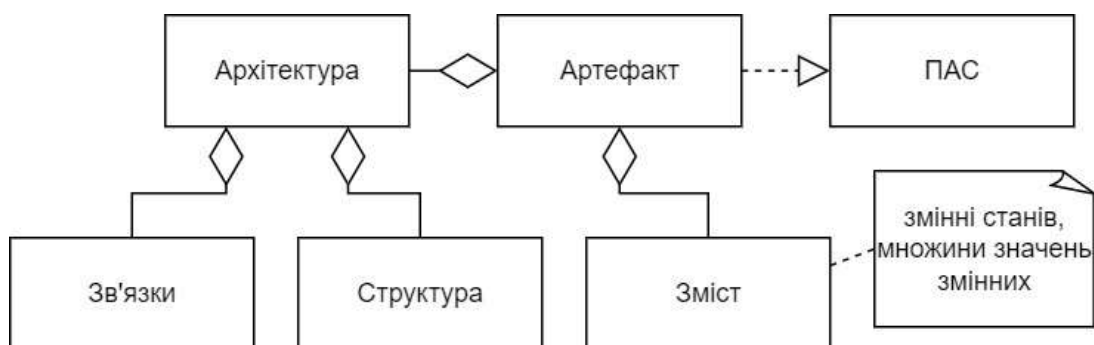 Архітектура
Артефакт
ПАС
Зв'язки
Структура
Зміст
змінні станів,
множини значень
змінних